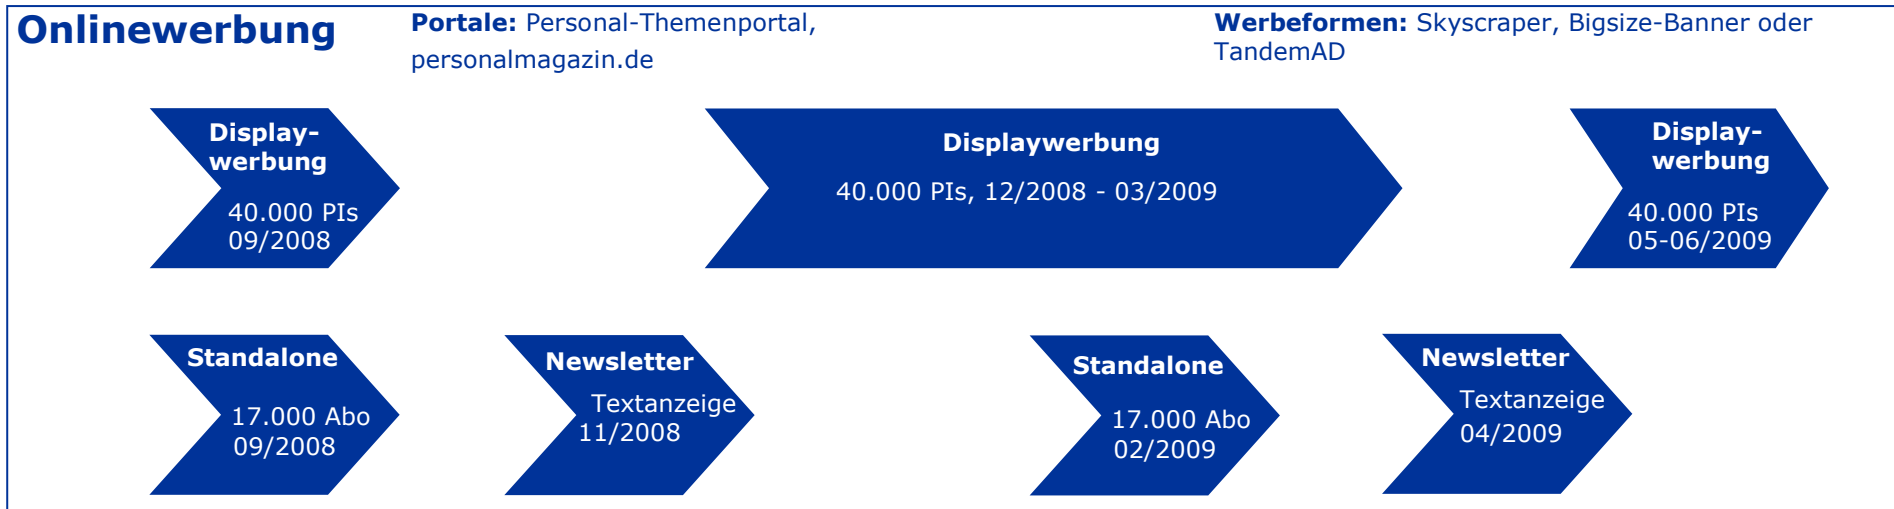 Onlinewerbung
Portale: Personal-Themenportal,
personalmagazin.de
Werbeformen: Skyscraper, Bigsize-Banner oder
TandemAD
Display-
werbung
40.000 PIs
09/2008
Displaywerbung
40.000 PIs, 12/2008 - 03/2009
Display-
werbung
40.000 PIs
05-06/2009
Standalone
17.000 Abo
09/2008
Newsletter
Textanzeige
11/2008
Standalone
17.000 Abo
02/2009
Newsletter
Textanzeige
04/2009